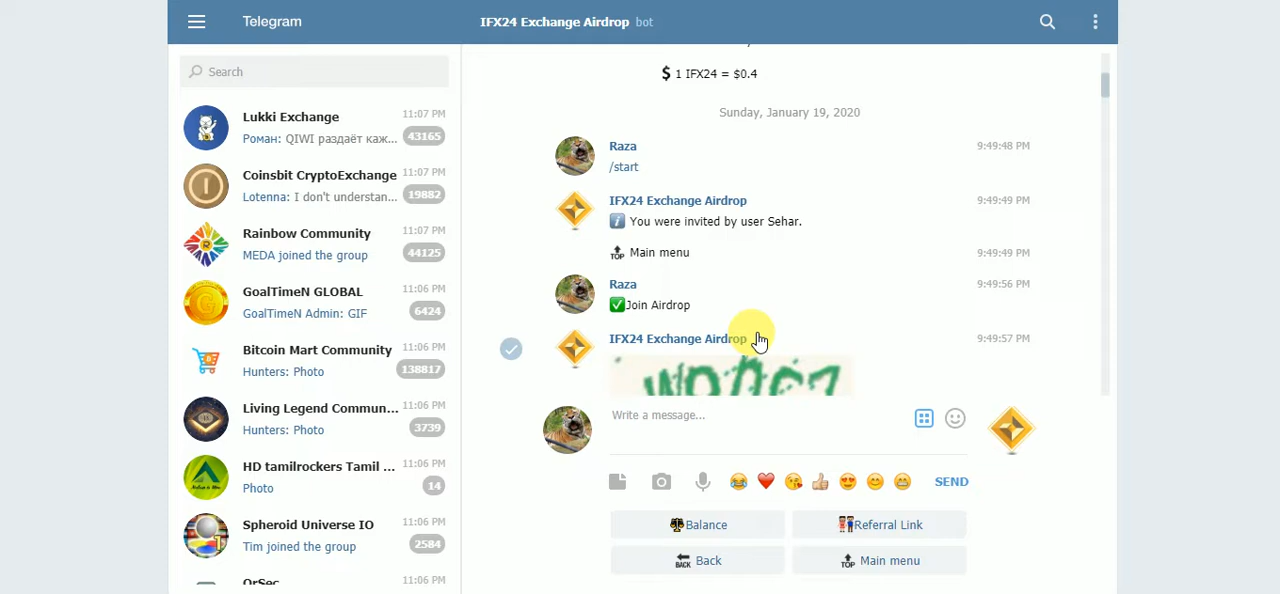 Telegram
IFX24 Exchange Airdrop bot
Search
Lukki Exchange 11:07 PM
Роман: QIWI раздаёт каж... 43165
Coinsbit CryptoExchange 11:07 PM
Lotenna: I don't understan... 19882
Rainbow Community 11:07 PM
MEDA joined the group 44125
GoalTimeN GLOBAL 11:06 PM
GoalTimeN Admin: GIF 6424
Bitcoin Mart Community 11:06 PM
Hunters: Photo 138817
Living Legend Commun... 11:06 PM
Hunters: Photo 3739
HD tamilrockers Tamil ... 11:06 PM
Photo 14
Spheroid Universe IO 11:06 PM
Tim joined the group 2584
OrSec 11:06 PM
$ 1 IFX24 = $0.4
Sunday, January 19, 2020
Raza 9:49:48 PM
/start
IFX24 Exchange Airdrop 9:49:49 PM
You were invited by user Sehar.
TOP Main menu 9:49:49 PM
Raza 9:49:56 PM
Join Airdrop
IFX24 Exchange Airdrop 9:49:57 PM
Write a message...
SEND
Balance
Referral Link
BACK Back
TOP Main menu